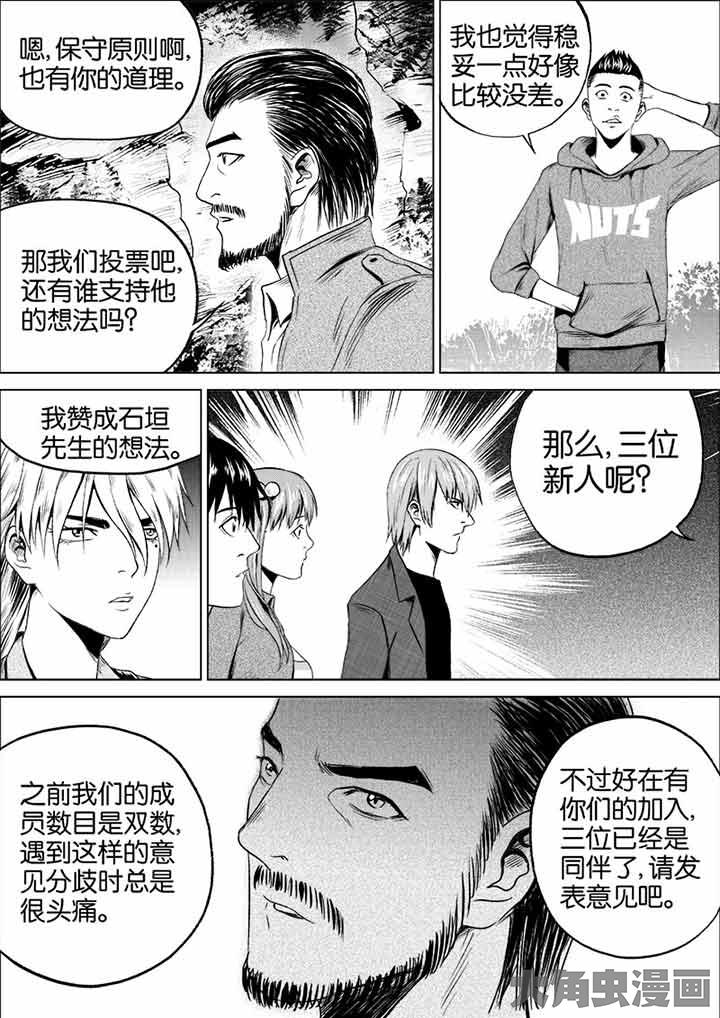 嗯,保守原则啊,
也有你的道理。
那我们投票吧,
还有谁支持他
的想法吗?
我也觉得稳
妥一点好像
比较没差。
NUTS
我赞成石垣
先生的想法。
那么,三位
新人呢?
之前我们的成
员数目是双数,
遇到这样的意
见分歧时总是
很头痛。
不过好在有
你们的加入,
三位已经是
同伴了,请发
表意见吧。
大角虫漫画